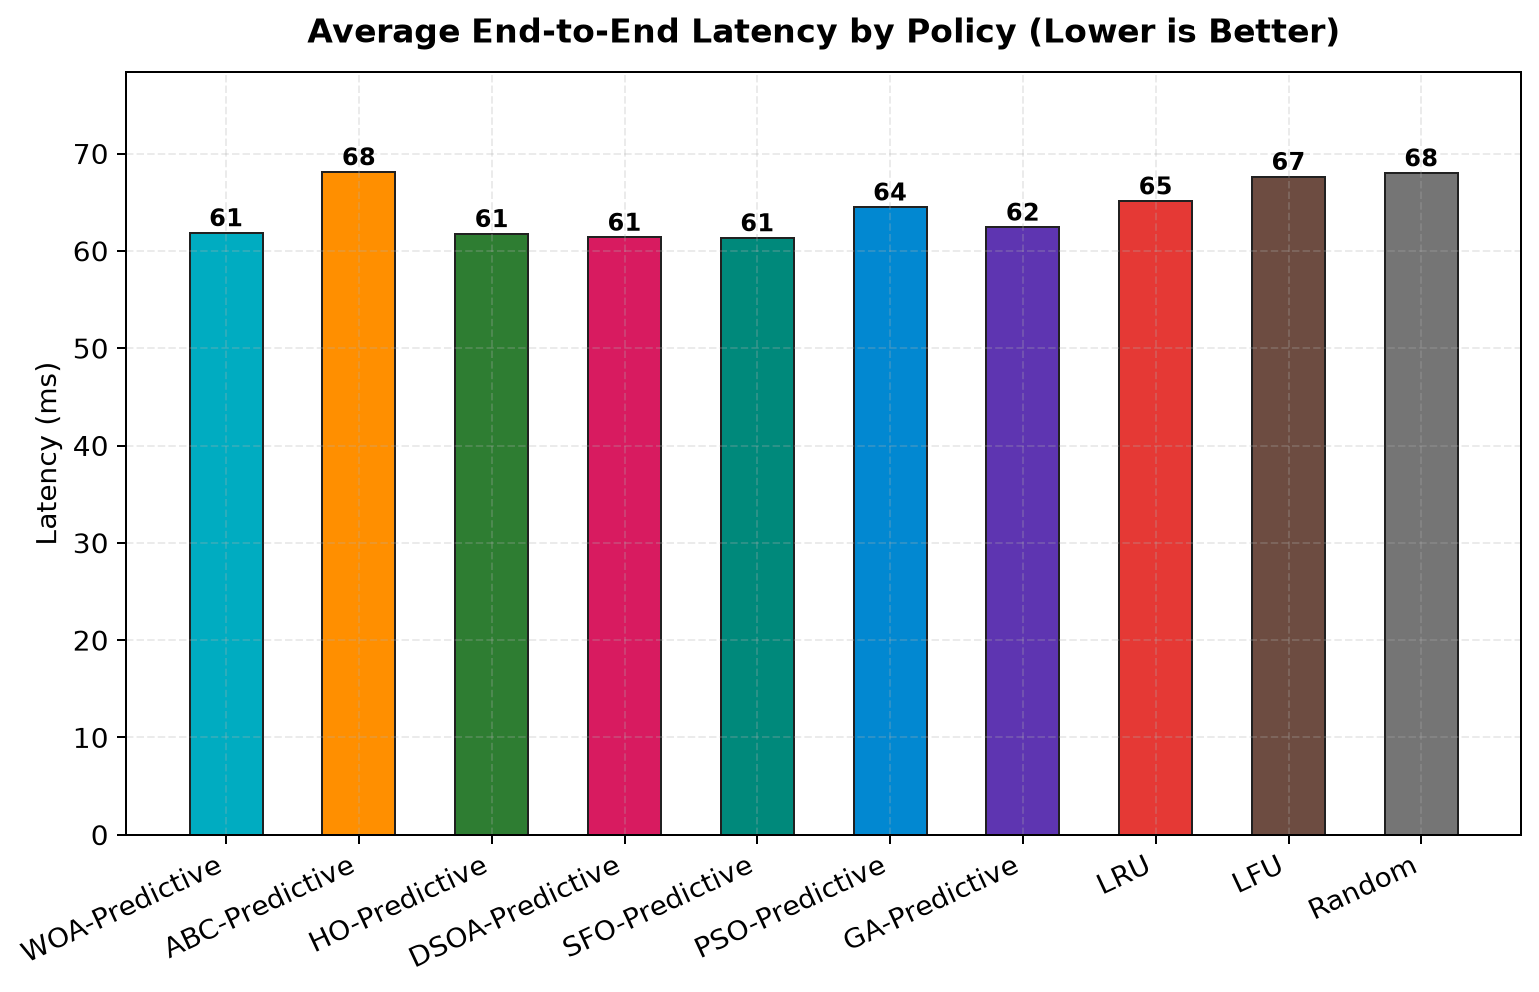 Average End-to-End Latency by Policy (Lower is Better)
Latency (ms)
70
60
50
40
30
20
10
0
61
68
61
61
61
64
62
65
67
68
WOA-Predictive
ABC-Predictive
HO-Predictive
DSOA-Predictive
SFO-Predictive
PSO-Predictive
GA-Predictive
LRU
LFU
Random